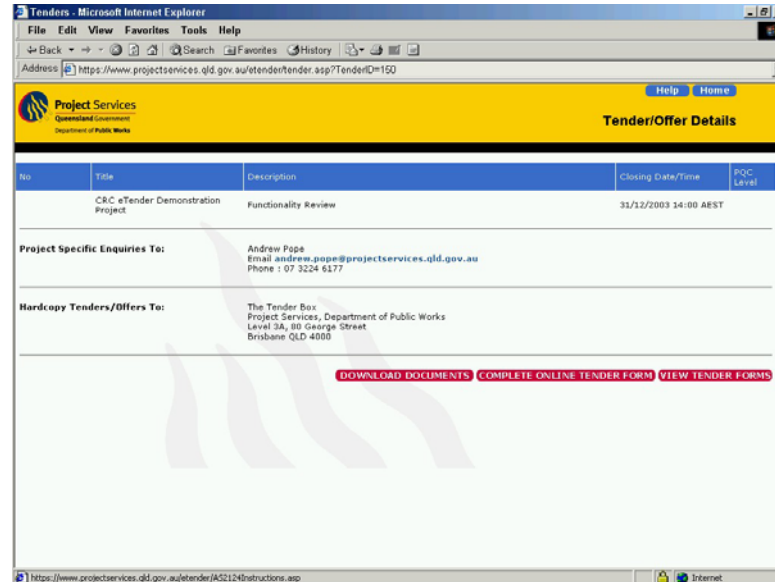 Tenders - Microsoft Internet Explorer
File Edit View Favorites Tools Help
Back Search Favorites History
Address https://www.projectservices.qld.gov.au/etender/tender.asp?TenderID=150
Help Home
Project Services
Queensland Government
Department of Public Works
Tender/Offer Details
No Title Description Closing Date/Time PQC Level
CRC eTender Demonstration Project Functionality Review 31/12/2003 14:00 AEST
Project Specific Enquiries To: Andrew Pope
Email andrew.pope@projectservices.qld.gov.au
Phone : 07 3224 6177
Hardcopy Tenders/Offers To: The Tender Box
Project Services, Department of Public Works
Level 3A, 80 George Street
Brisbane QLD 4000
DOWNLOAD DOCUMENTS COMPLETE ONLINE TENDER FORM VIEW TENDER FORMS
https://www.projectservices.qld.gov.au/etender/AS2124Instructions.asp Internet